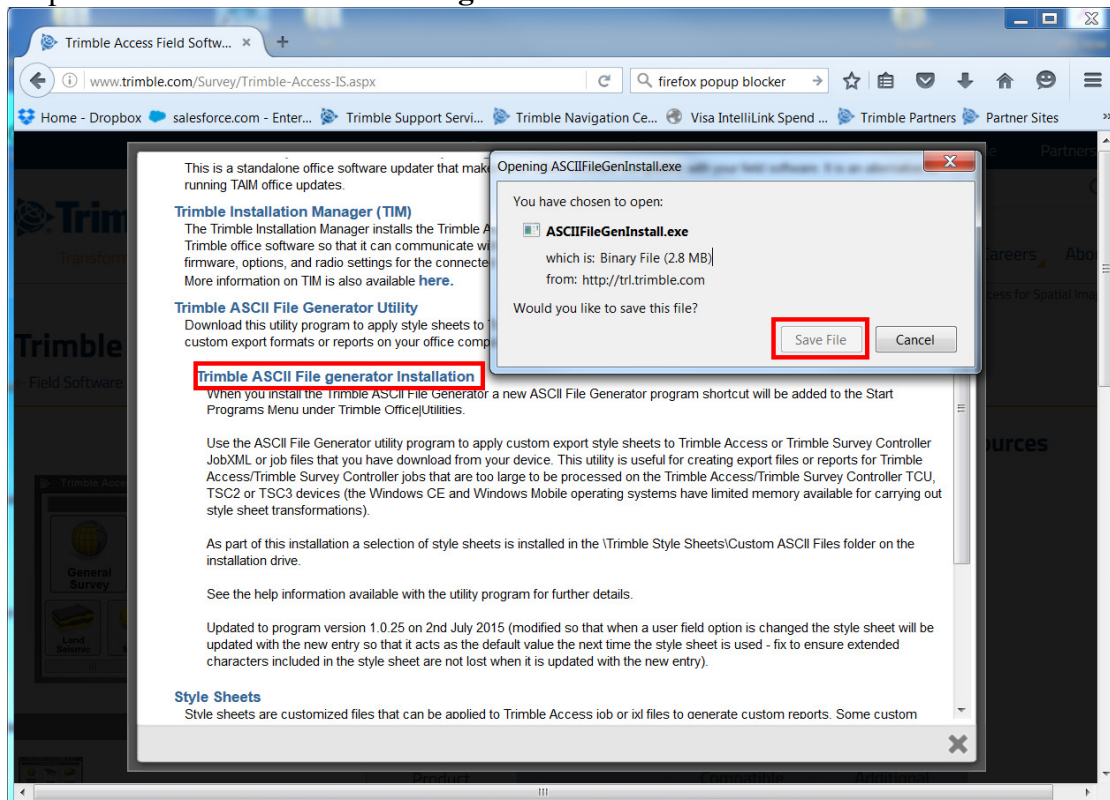 Trimble Access Field Softw... × +
www.trimble.com/Survey/Trimble-Access-IS.aspx
firefox popup blocker
Home - Dropbox salesforce.com - Enter... Trimble Support Servi... Trimble Navigation Ce... Visa IntelliLink Spend ... Trimble Partners Partner Sites »
Partners
Trim
Transform
Careers
Abo
cess for Spatial Ima
Trimble
Field Software
ources
Trimble Acce
General
Survey
Land
Seismic
This is a standalone office software updater that mak
running TAIM office updates.
Trimble Installation Manager (TIM)
The Trimble Installation Manager installs the Trimble A
Trimble office software so that it can communicate wi
firmware, options, and radio settings for the connecte
More information on TIM is also available here.
Trimble ASCII File Generator Utility
Download this utility program to apply style sheets to T
custom export formats or reports on your office comp
Opening ASCIIFileGenInstall.exe
You have chosen to open:
ASCIIFileGenInstall.exe
which is: Binary File (2.8 MB)
from: http://trl.trimble.com
Would you like to save this file?
Save File Cancel
Trimble ASCII File generator Installation
When you install the Trimble ASCII File Generator a new ASCII File Generator program shortcut will be added to the Start
Programs Menu under Trimble Office|Utilities.
Use the ASCII File Generator utility program to apply custom export style sheets to Trimble Access or Trimble Survey Controller
JobXML or job files that you have download from your device. This utility is useful for creating export files or reports for Trimble
Access/Trimble Survey Controller jobs that are too large to be processed on the Trimble Access/Trimble Survey Controller TCU,
TSC2 or TSC3 devices (the Windows CE and Windows Mobile operating systems have limited memory available for carrying out
style sheet transformations).
As part of this installation a selection of style sheets is installed in the \Trimble Style Sheets\Custom ASCII Files folder on the
installation drive.
See the help information available with the utility program for further details.
Updated to program version 1.0.25 on 2nd July 2015 (modified so that when a user field option is changed the style sheet will be
updated with the new entry so that it acts as the default value the next time the style sheet is used - fix to ensure extended
characters included in the style sheet are not lost when it is updated with the new entry).
Style Sheets
Style sheets are customized files that can be applied to Trimble Access job or jxl files to generate custom reports. Some custom
Product Compatible Additional